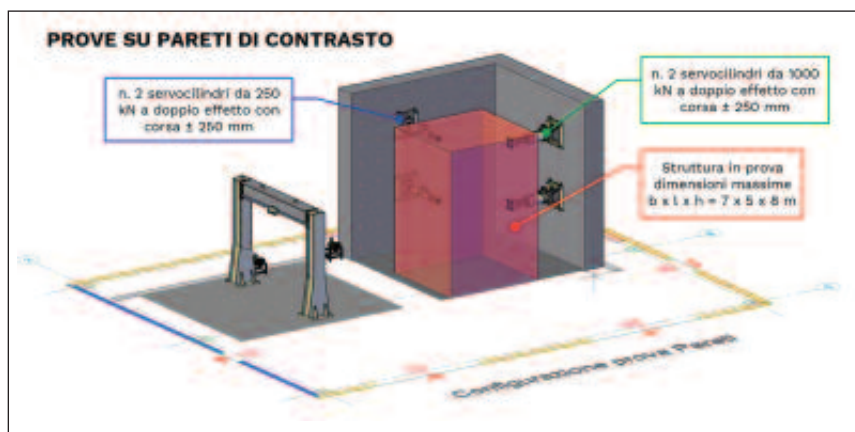 PROVE SU PARETI DI CONTRASTO
n. 2 servocilindri da 250
kN a doppio effetto con
corsa ± 250 mm
n. 2 servocilindri da 1000
kN a doppio effetto con
corsa ± 250 mm
Struttura in prova
dimensioni massime
b x l x h = 7 x 5 x 8 m
Configurazione prova Pareti